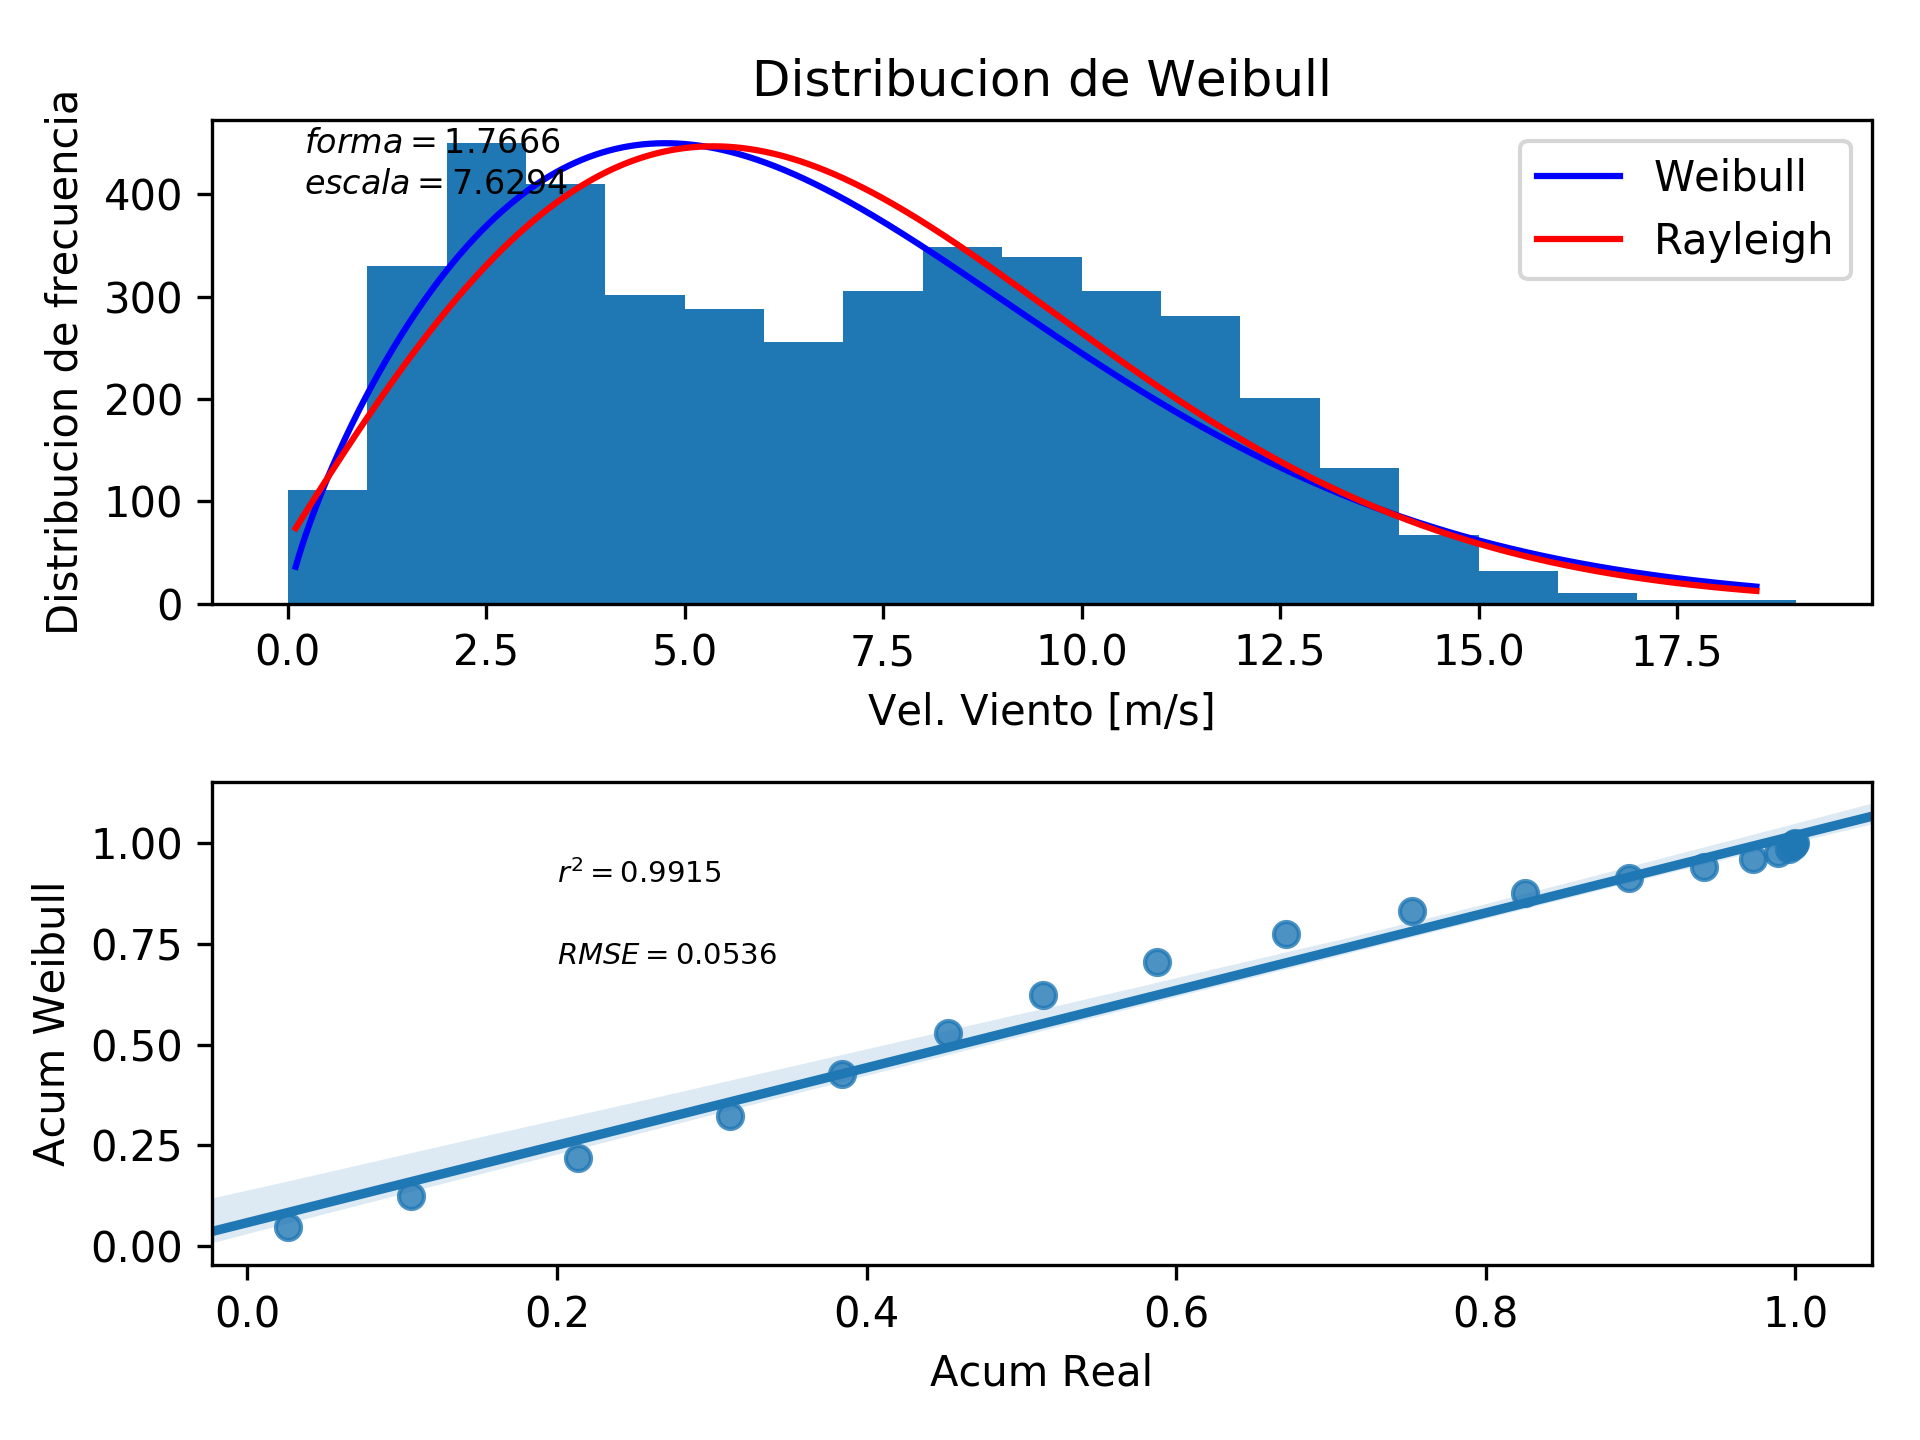 Distribucion de Weibull
forma = 1.7666
escala = 7.6294
Weibull
Rayleigh
Distribucion de frecuencia
400
300
200
100
0
0.0 2.5 5.0 7.5 10.0 12.5 15.0 17.5
Vel. Viento [m/s]
r² = 0.9915
RMSE = 0.0536
Acum Weibull
1.00
0.75
0.50
0.25
0.00
0.0 0.2 0.4 0.6 0.8 1.0
Acum Real